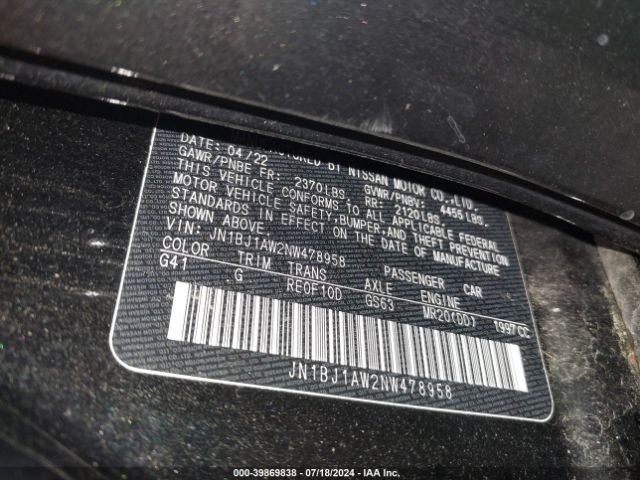 MANUFACTURED BY NISSAN MOTOR CO.,LTD.
DATE: 04/22 GVWR/PNBV: 4455 LBS.
GAWR/PNBE FR: 2370LBS. RR: 2120LBS
THIS VEHICLE CONFORMS TO ALL APPLICABLE FEDERAL
MOTOR VEHICLE SAFETY, BUMPER, AND THEFT PREVENTION
STANDARDS IN EFFECT ON THE DATE OF MANUFACTURE
SHOWN ABOVE.
VIN: JN1BJ1AW2NW478958 PASSENGER CAR
COLOR TRIM TRANS AXLE ENGINE
G41 G RE0F10D GS63 MR20(DD) 1997CC
JN1BJ1AW2NW478958
000-39869838 - 07/18/2024 - IAA Inc.